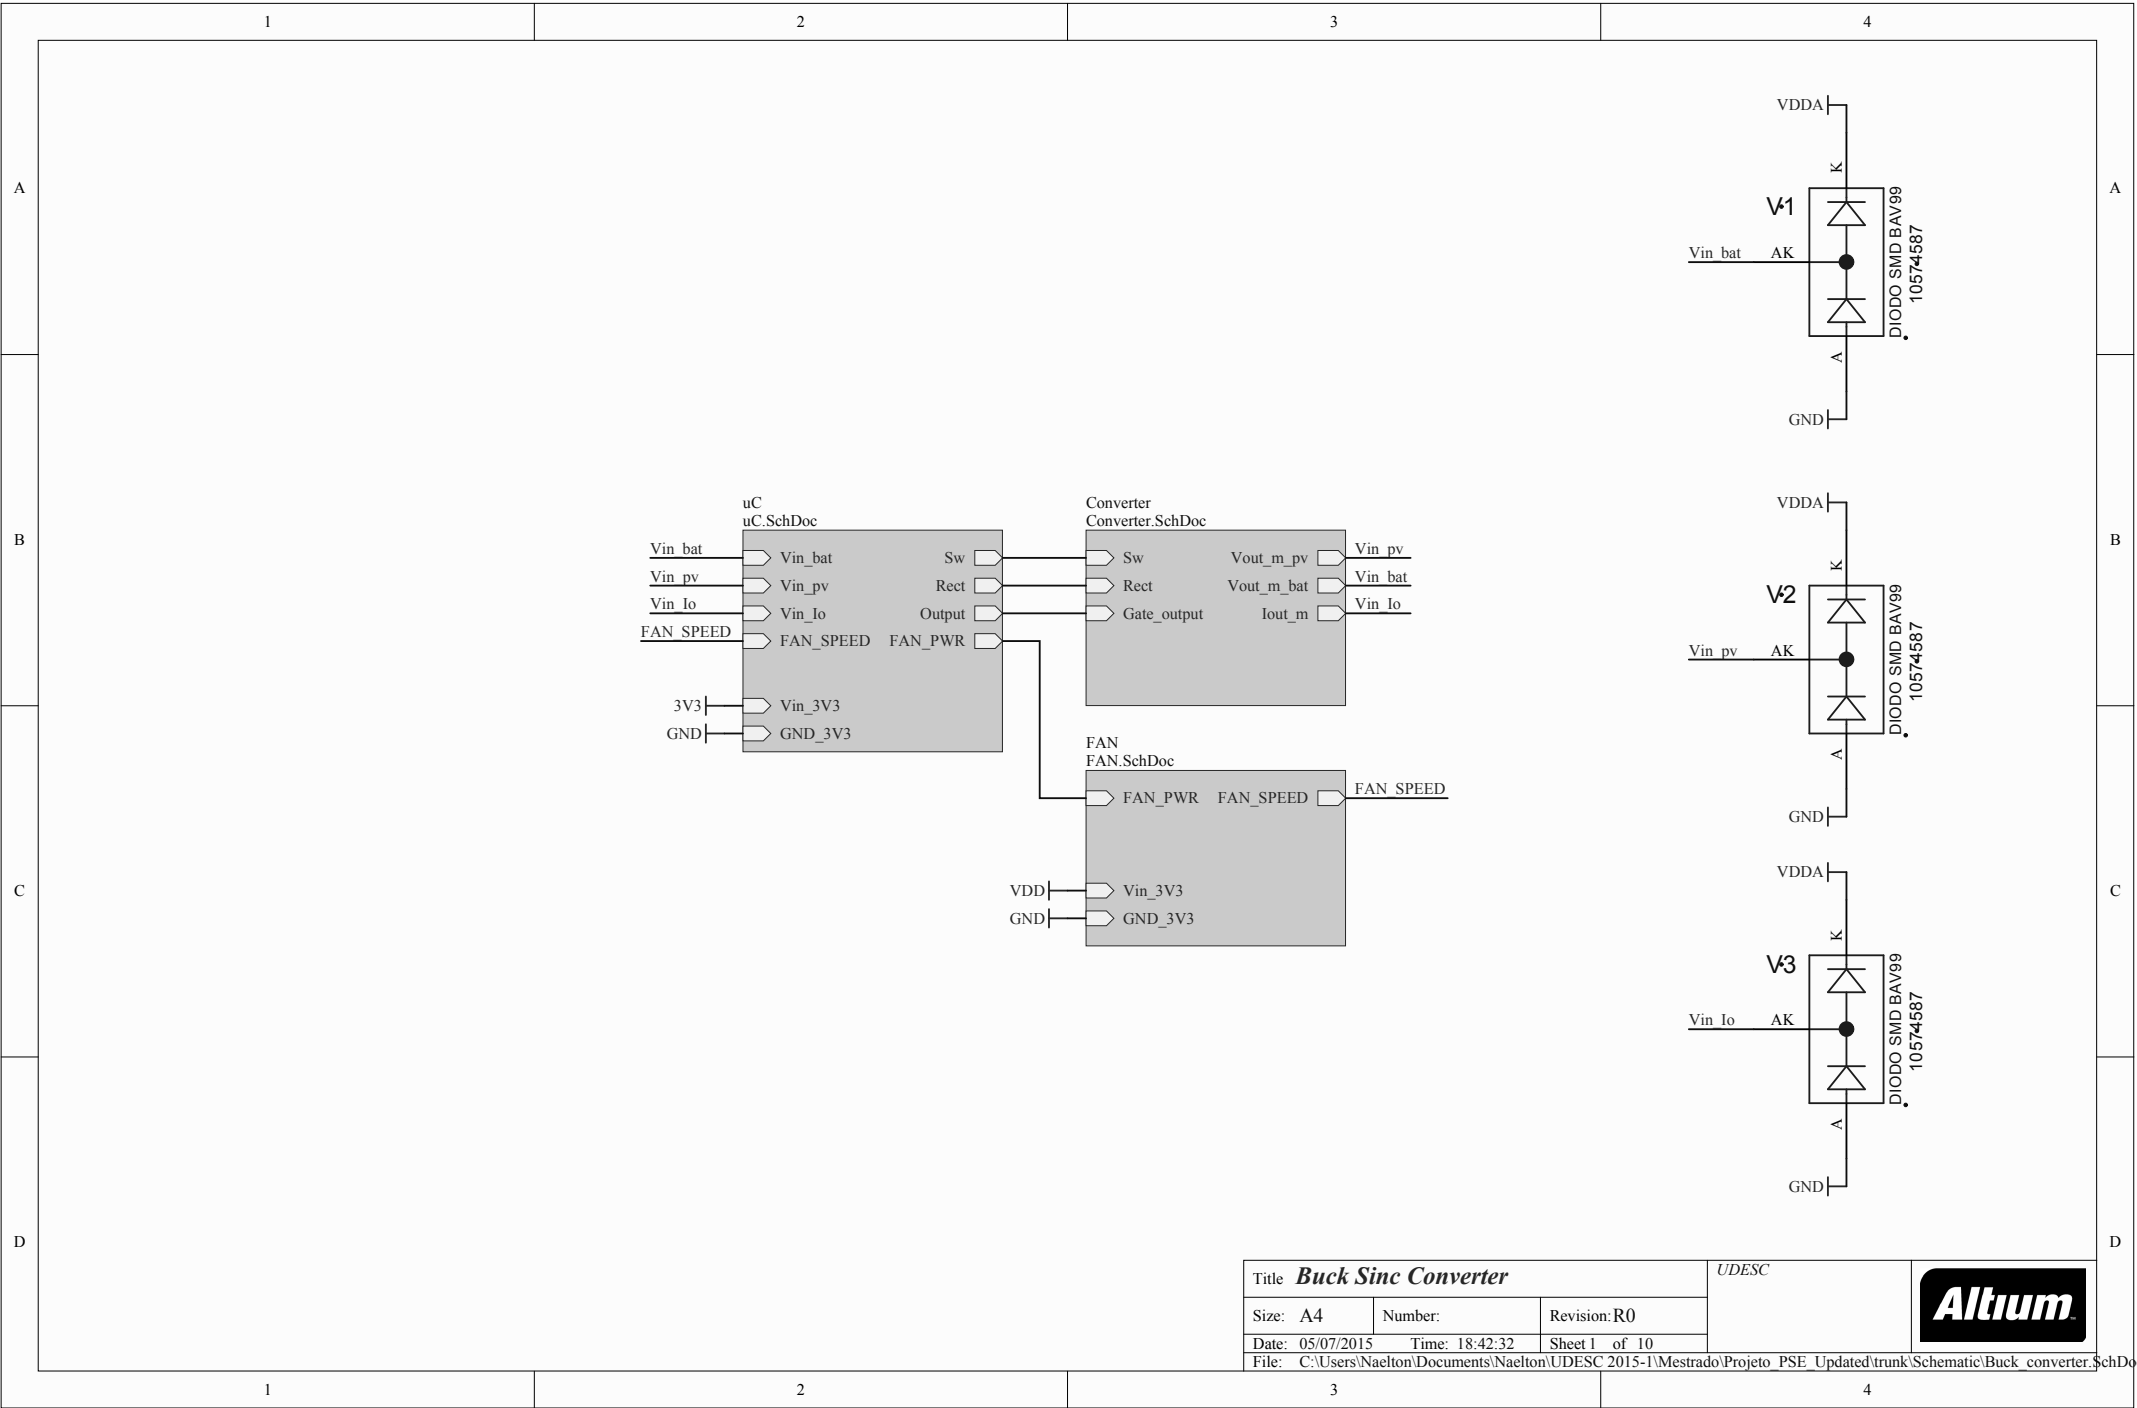 1 2 3 4
A A
VDDA
K
V1
DIODO SMD BAV99
10574587
Vin_bat AK
A
GND
B B
uC
uC.SchDoc
Vin_bat Vin_bat Sw
Vin_pv Vin_pv Rect
Vin_Io Vin_Io Output
FAN_SPEED FAN_SPEED FAN_PWR
3V3 Vin_3V3
GND GND_3V3
Converter
Converter.SchDoc
Sw Vout_m_pv Vin_pv
Rect Vout_m_bat Vin_bat
Gate_output Iout_m Vin_Io
VDDA
K
V2
DIODO SMD BAV99
10574587
Vin_pv AK
A
GND
FAN
FAN.SchDoc
FAN_PWR FAN_SPEED FAN_SPEED
VDD Vin_3V3
GND GND_3V3
C C
VDDA
K
V3
DIODO SMD BAV99
10574587
Vin_Io AK
A
GND
D D
Title Buck Sinc Converter
UDESC
Altium
Size: A4 Number: Revision: R0
Date: 05/07/2015 Time: 18:42:32 Sheet 1 of 10
File: C:\Users\Naelton\Documents\Naelton\UDESC 2015-1\Mestrado\Projeto_PSE_Updated\trunk\Schematic\Buck_converter.SchDo
1 2 3 4